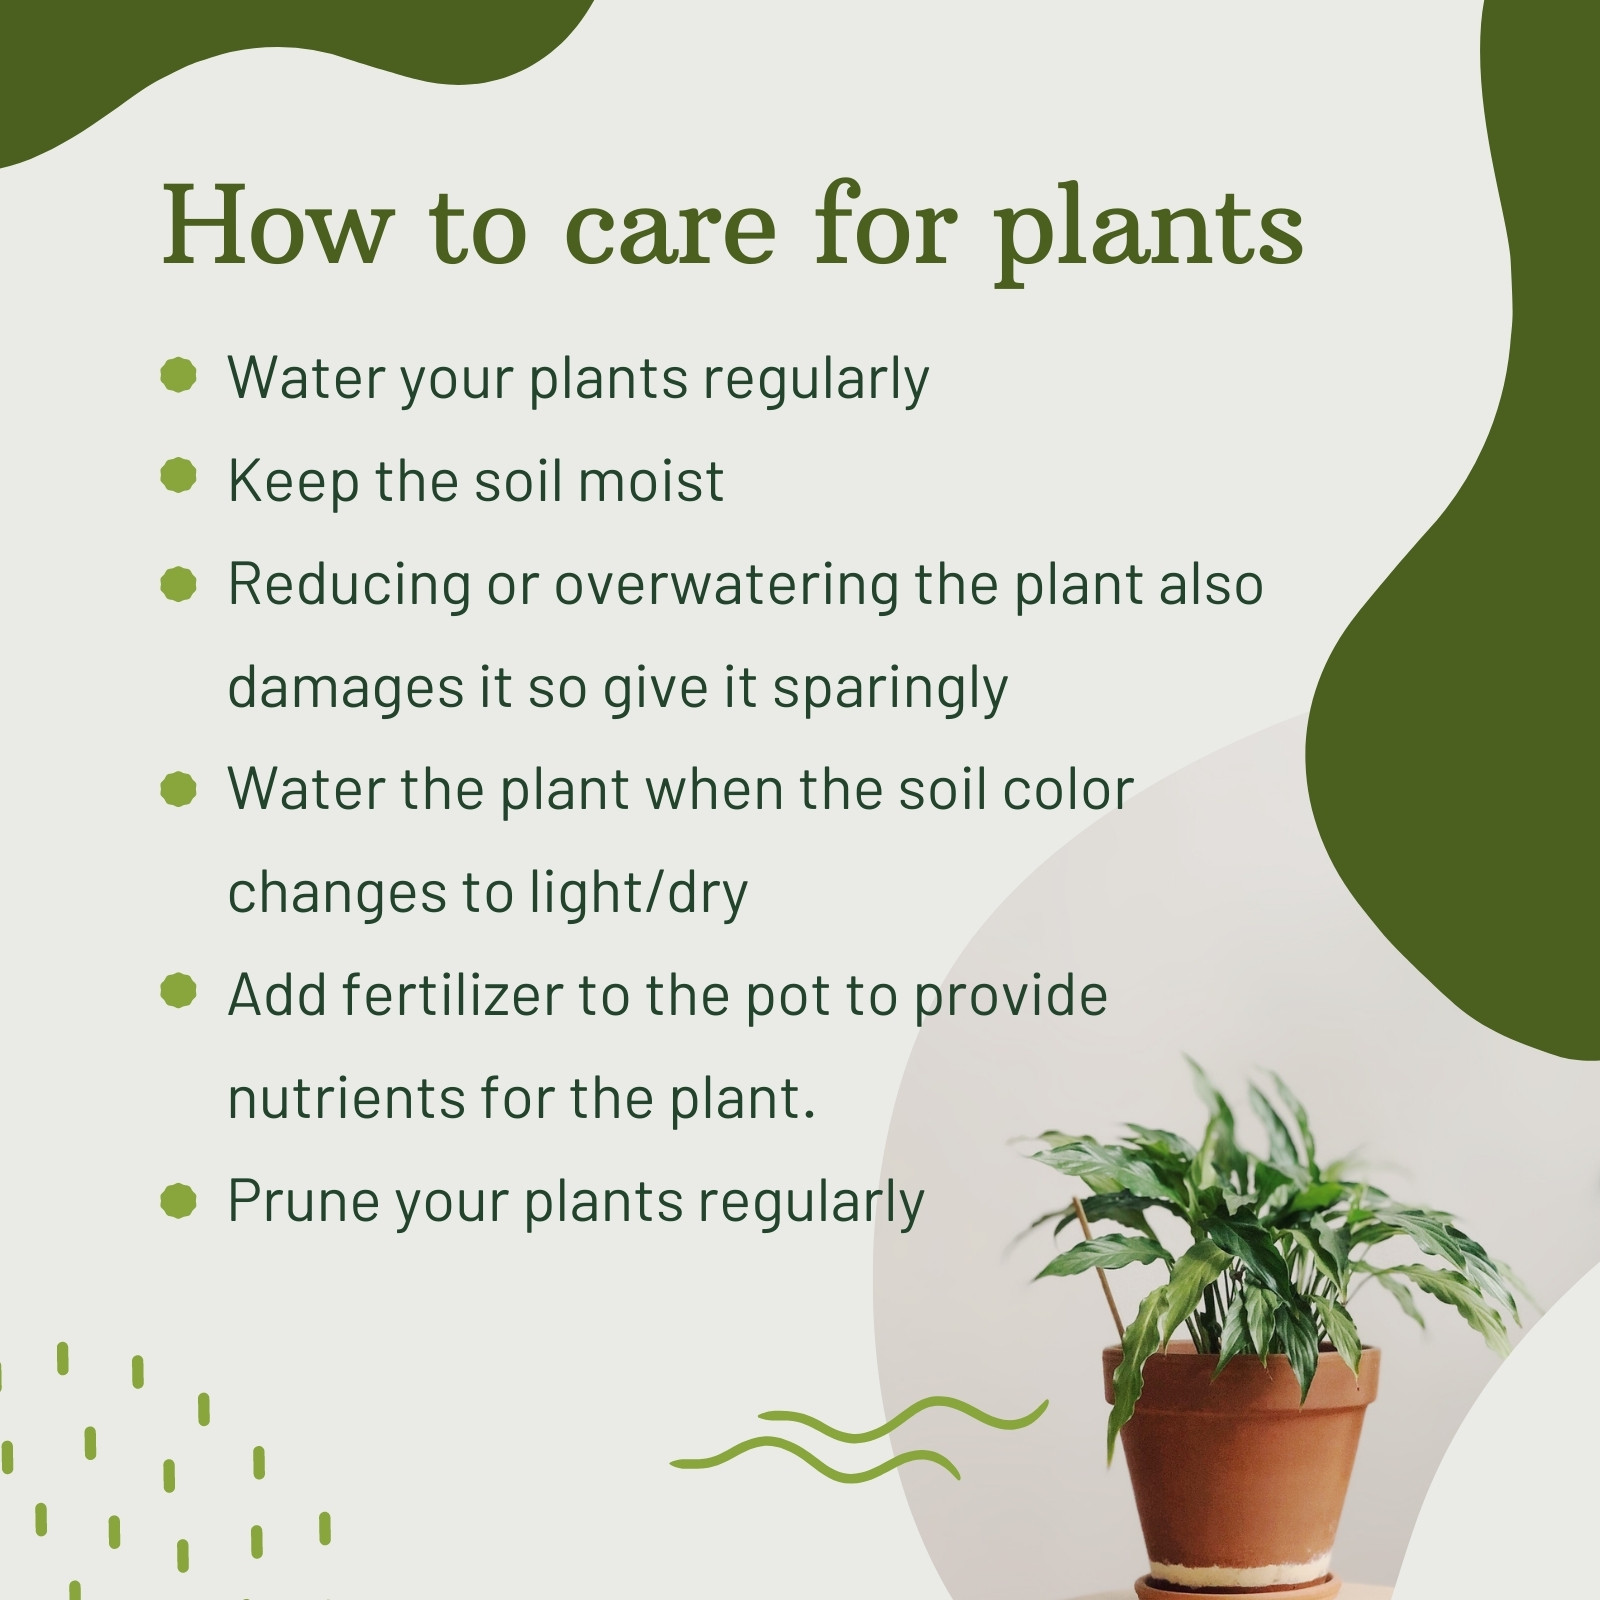 How to care for plants
Water your plants regularly
Keep the soil moist
Reducing or overwatering the plant also
damages it so give it sparingly
Water the plant when the soil color
changes to light/dry
Add fertilizer to the pot to provide
nutrients for the plant.
Prune your plants regularly